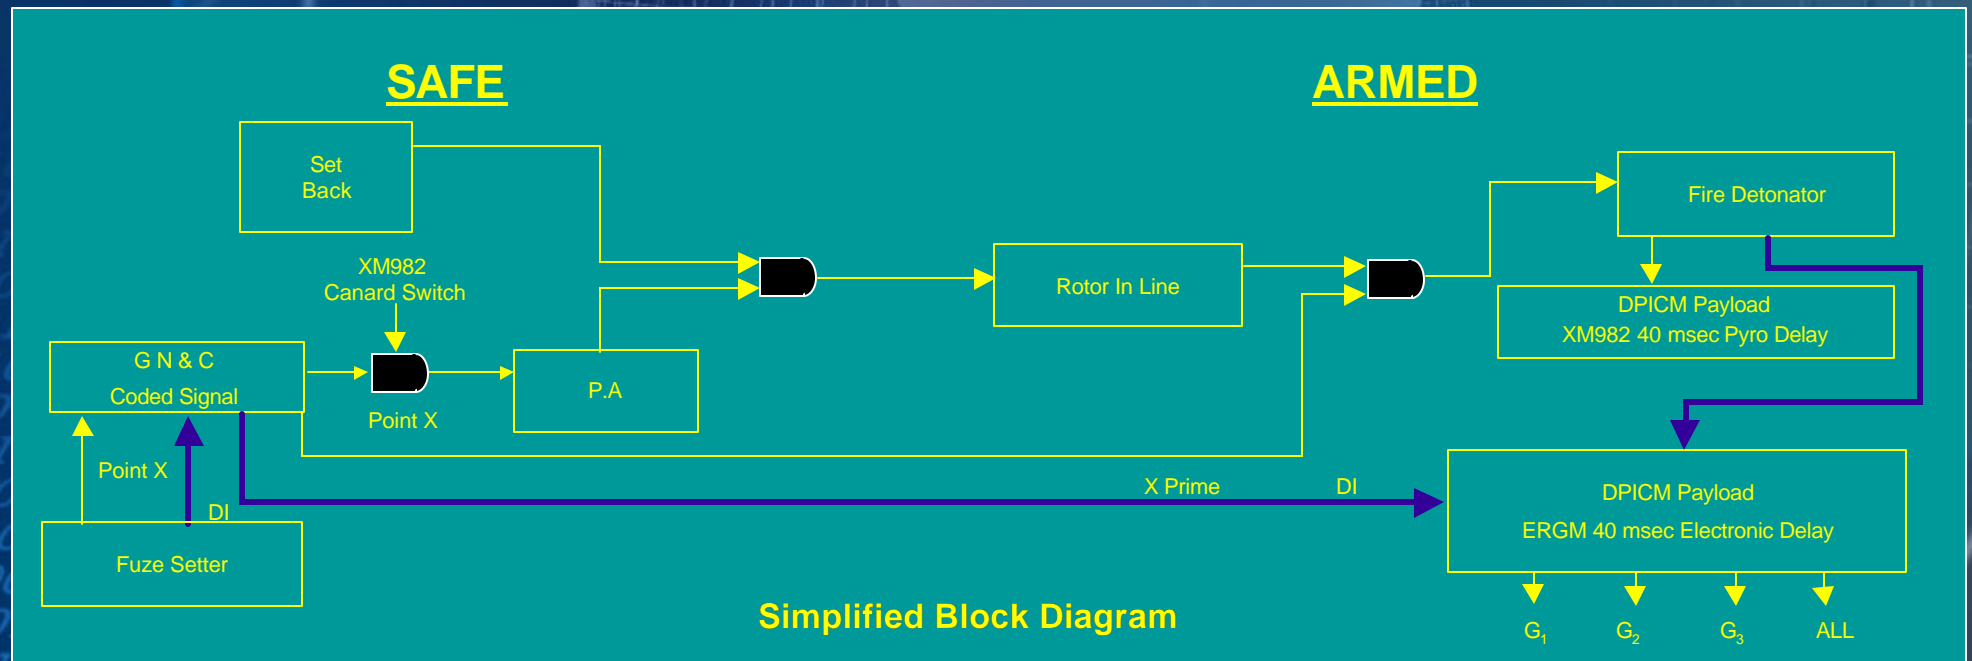 SAFE
ARMED
Set
Back
Fire Detonator
XM982
Canard Switch
Rotor In Line
DPICM Payload
XM982 40 msec Pyro Delay
G N & C
Coded Signal
P.A
Point X
Point X
DI
X Prime
DI
DPICM Payload
ERGM 40 msec Electronic Delay
Fuze Setter
Simplified Block Diagram
G1
G2
G3
ALL